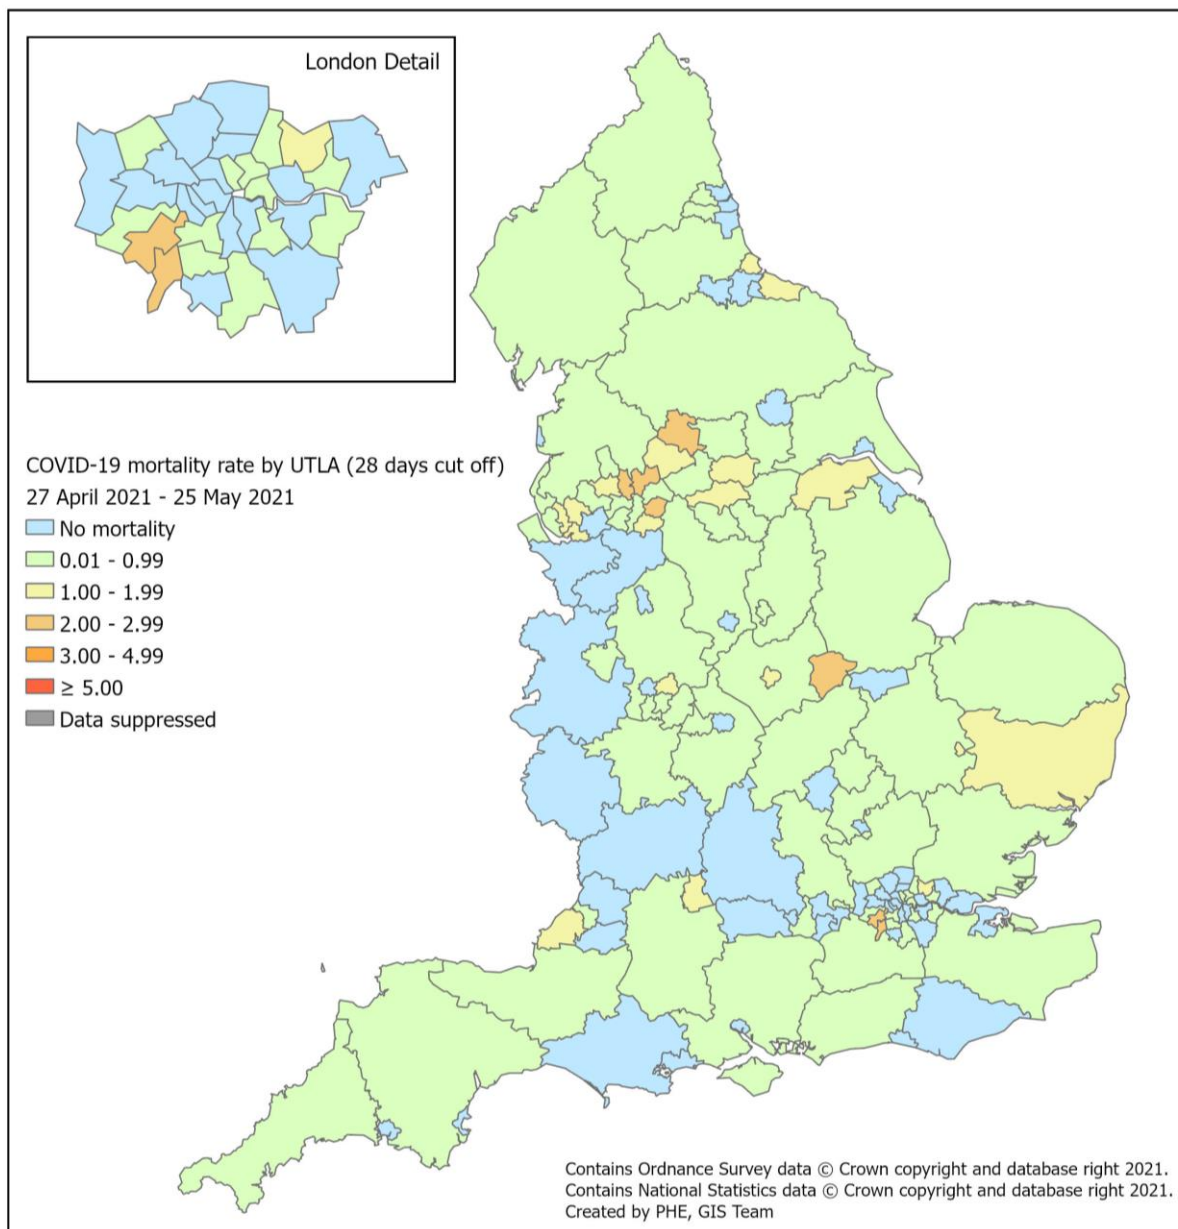 London Detail
COVID-19 mortality rate by UTLA (28 days cut off)
27 April 2021 - 25 May 2021
No mortality
0.01 - 0.99
1.00 - 1.99
2.00 - 2.99
3.00 - 4.99
≥ 5.00
Data suppressed
Contains Ordnance Survey data © Crown copyright and database right 2021.
Contains National Statistics data © Crown copyright and database right 2021.
Created by PHE, GIS Team